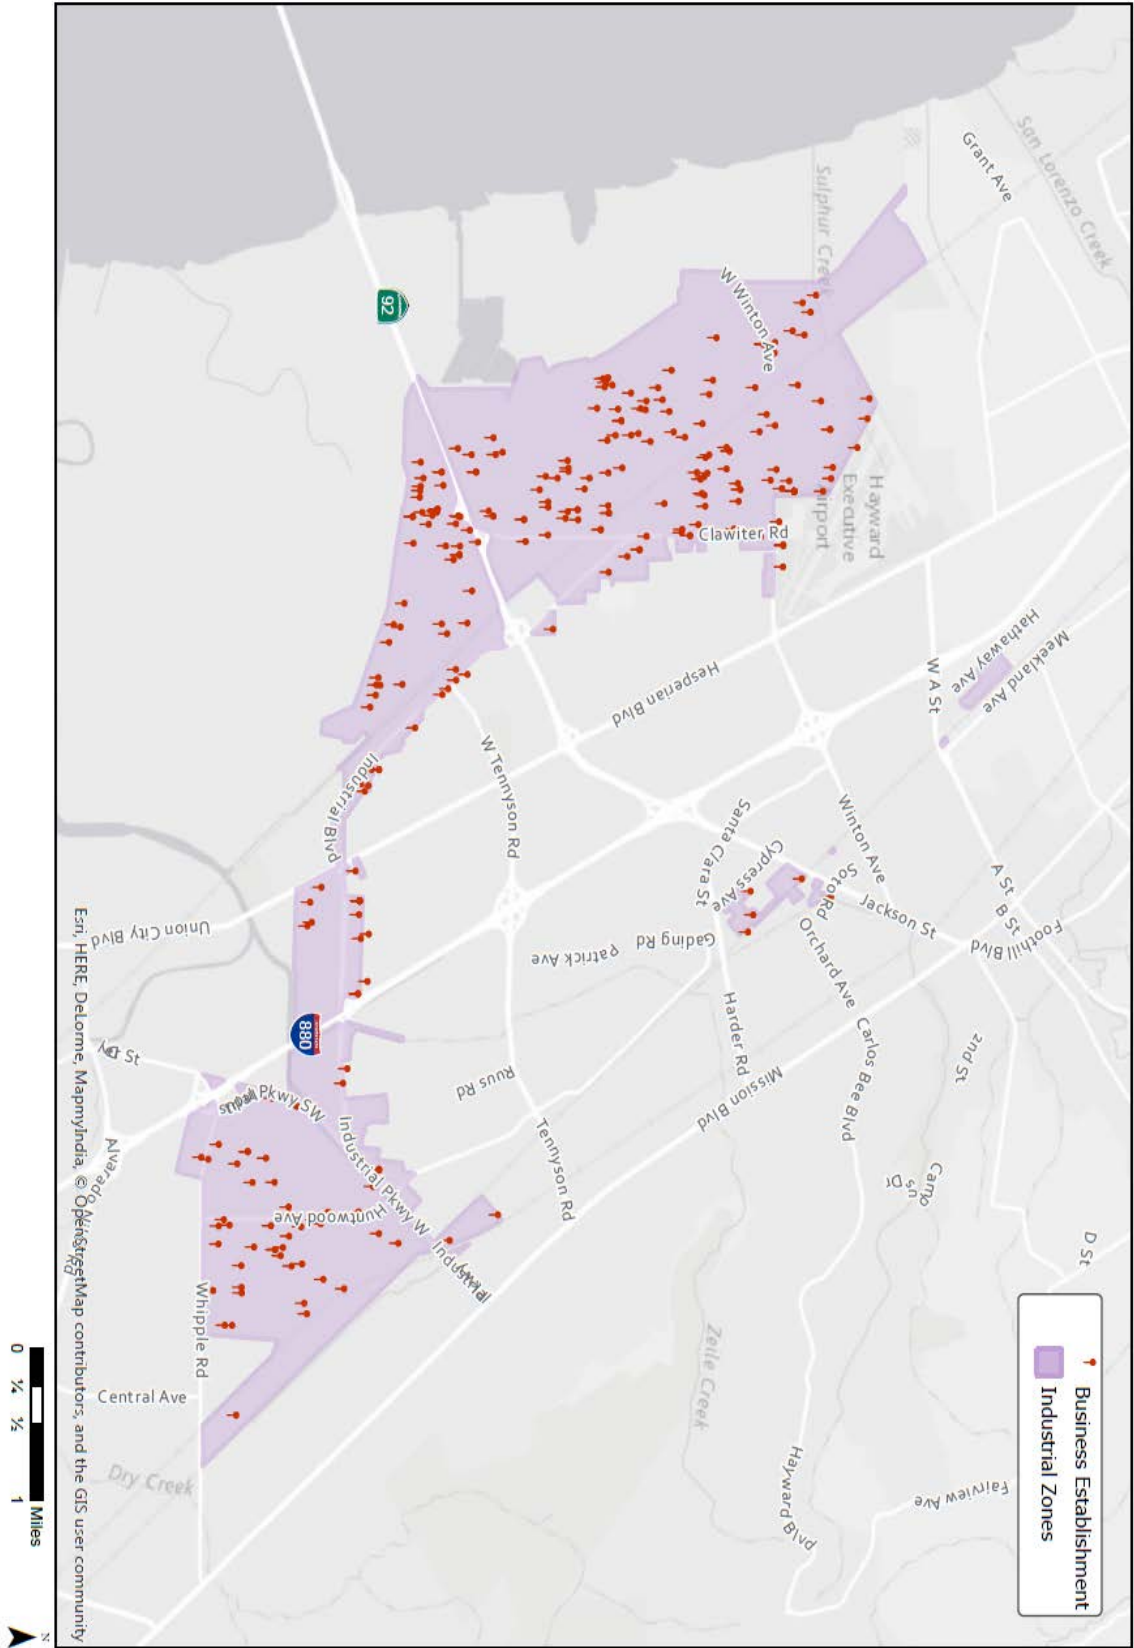 Business Establishment
Industrial Zones
San Lorenzo Creek
Grant Ave
Sulphur Creek
W Winton Ave
92
Hayward
Executive
Airport
Clawiter Rd
Hathaway Ave
Meekland Ave
W A St
Hesperian Blvd
W Tennyson Rd
Industrial Blvd
Winton Ave
Santa Clara St
Cypress Ave
Soto Rd
Jackson St
A St
B St
Foothill Blvd
Orchard Ave
Gading Rd
Patrick Ave
Harder Rd
Carlos Bee Blvd
2nd St
Mission Blvd
Union City Blvd
880
Ruus Rd
Tennyson Rd
Pkwy SW
Industrial Pkwy W
Huntwood Ave
Industrial
Pkwy
Dyer St
Whipple Rd
Central Ave
Dry Creek
Zeile Creek
D St
Hayward Blvd
Fairview Ave
Esri, HERE, DeLorme, MapmyIndia, © OpenStreetMap contributors, and the GIS user community
0 ¼ ½ 1
Miles
N